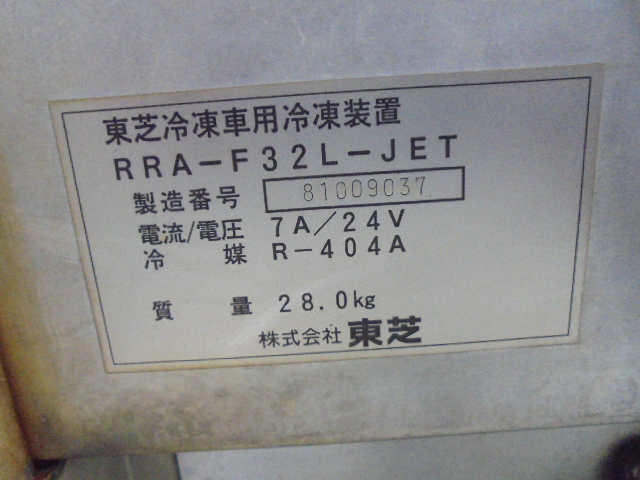 東芝冷凍車用冷凍装置
RRA-F32L-JET
製造番号 81009037
電流/電圧 7A/24V
冷媒 R-404A
質量 28.0kg
株式会社 東芝